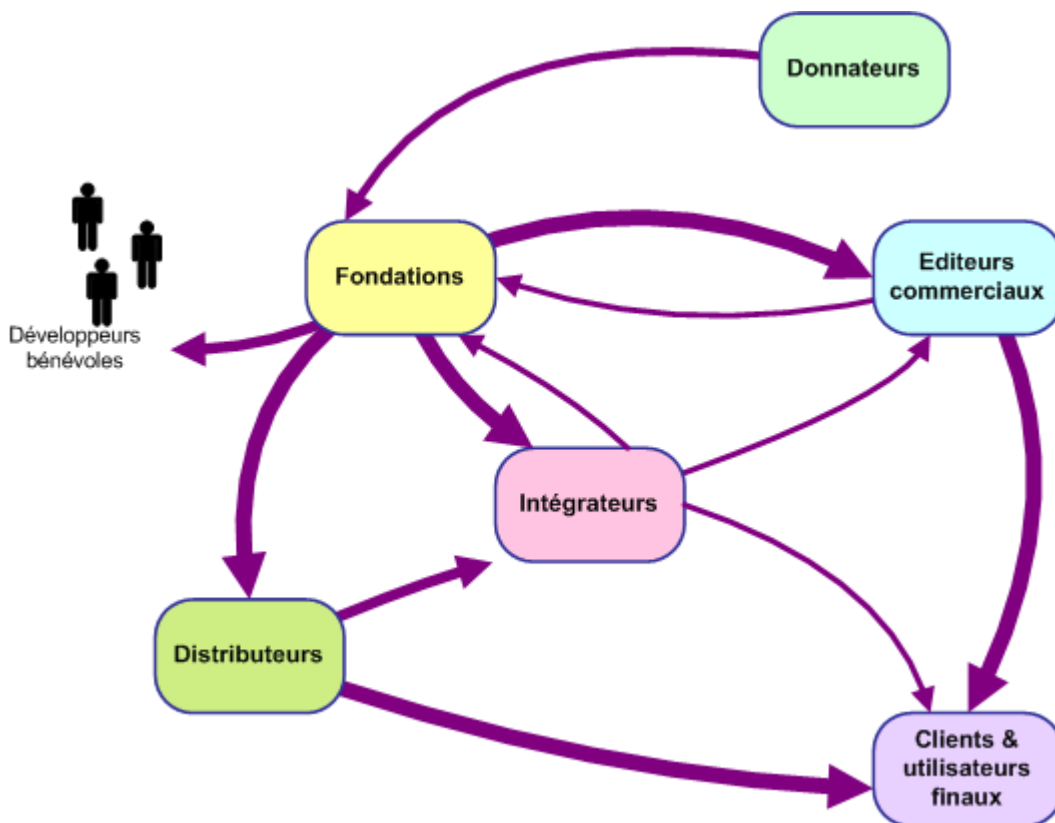 Donnateurs
Fondations
Editeurs
commerciaux
Développeurs
bénévoles
Intégrateurs
Distributeurs
Clients &
utilisateurs
finaux